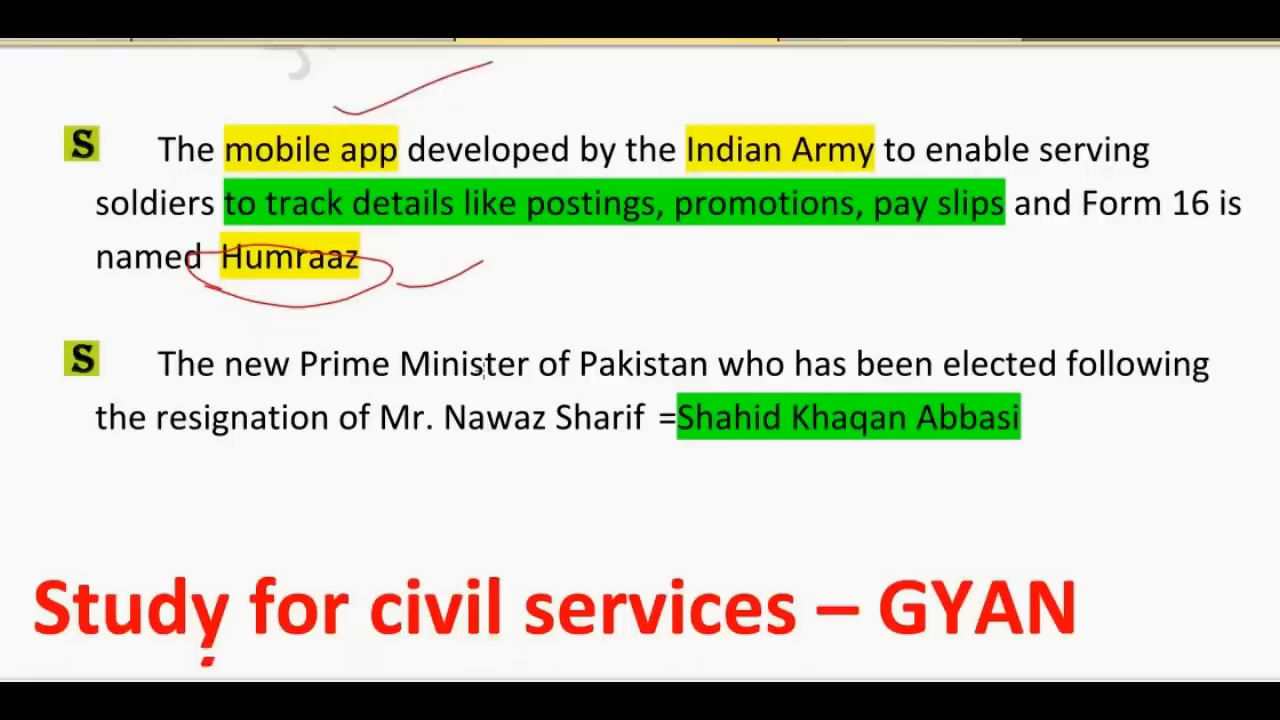 S The mobile app developed by the Indian Army to enable serving
soldiers to track details like postings, promotions, pay slips and Form 16 is
named Humraaz
S The new Prime Minister of Pakistan who has been elected following
the resignation of Mr. Nawaz Sharif =Shahid Khaqan Abbasi
Study for civil services – GYAN